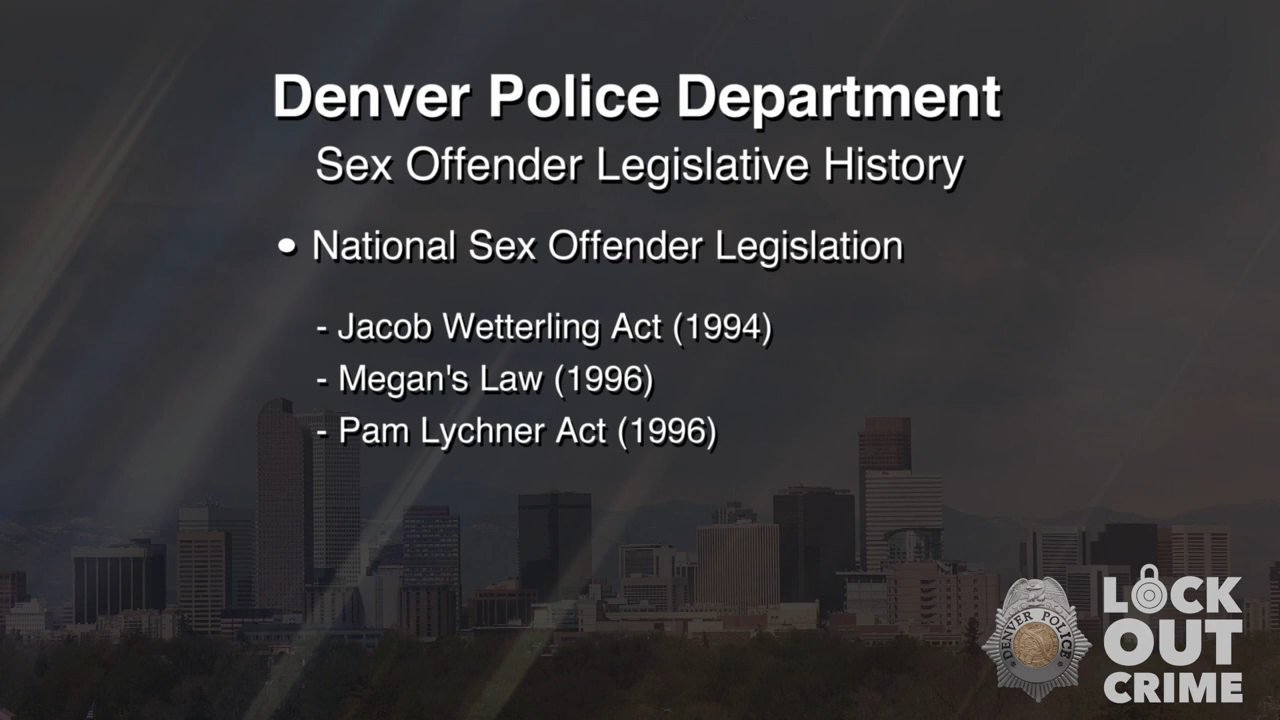 Denver Police Department
Sex Offender Legislative History
• National Sex Offender Legislation
- Jacob Wetterling Act (1994)
- Megan's Law (1996)
- Pam Lychner Act (1996)
DENVER POLICE
LOCK
OUT
CRIME